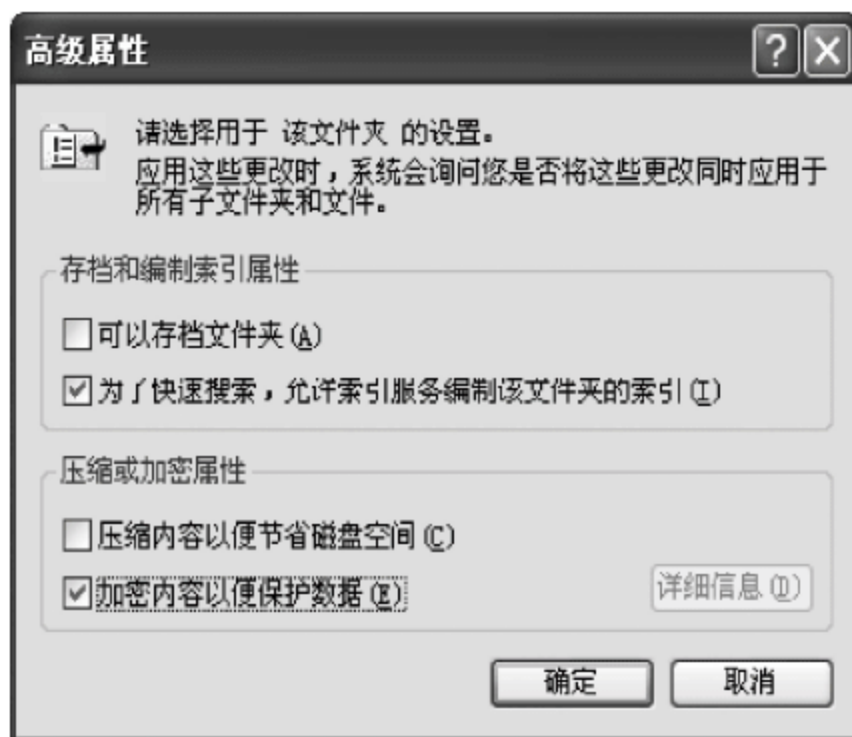 高级属性
请选择用于 该文件夹 的设置。
应用这些更改时，系统会询问您是否将这些更改同时应用于
所有子文件夹和文件。
存档和编制索引属性
可以存档文件夹(A)
为了快速搜索，允许索引服务编制该文件夹的索引(I)
压缩或加密属性
压缩内容以便节省磁盘空间(C)
加密内容以便保护数据(E)
详细信息(D)
确定
取消